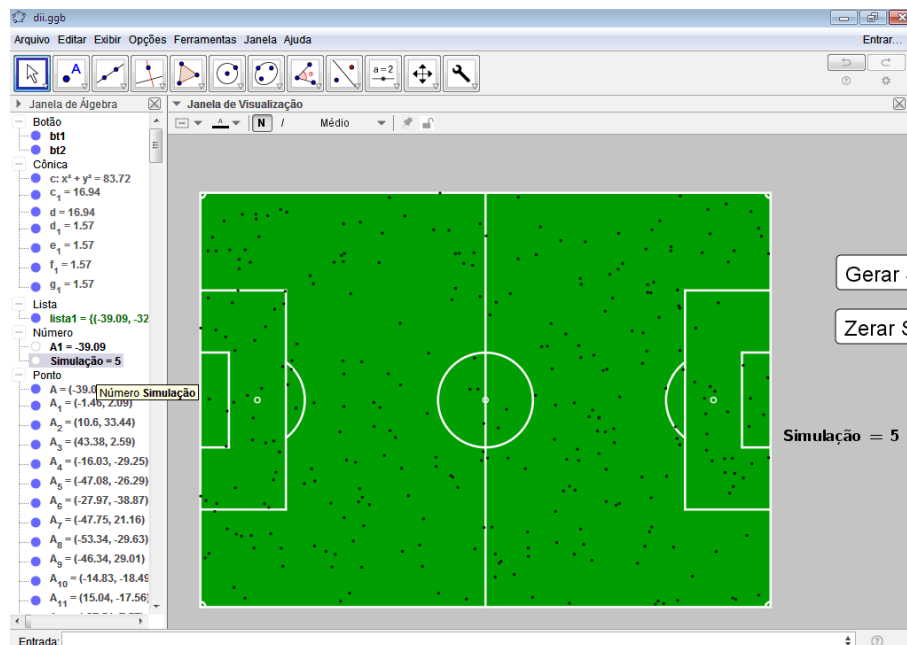 dii.ggb
Arquivo Editar Exibir Opções Ferramentas Janela Ajuda Entrar...
A
α
a=2
Janela de Álgebra
Janela de Visualização
A N I Médio
Botão
bt1
bt2
Cônica
c: x² + y² = 83.72
c₁ = 16.94
d = 16.94
d₁ = 1.57
e₁ = 1.57
f₁ = 1.57
g₁ = 1.57
Lista
lista1 = {(-39.09, -32
Número
A1 = -39.09
Simulação = 5
Ponto
A = (-39.0
Número Simulação
A₁ = (-1.46, 2.09)
A₂ = (10.6, 33.44)
A₃ = (43.38, 2.59)
A₄ = (-16.03, -29.25)
A₅ = (-47.08, -26.29)
A₆ = (-27.97, -38.87)
A₇ = (-47.75, 21.16)
A₈ = (-53.34, -29.63)
A₉ = (-46.34, 29.01)
A₁₀ = (-14.83, -18.49
A₁₁ = (15.04, -17.56)
Gerar
Zerar S
Simulação = 5
Entrada: